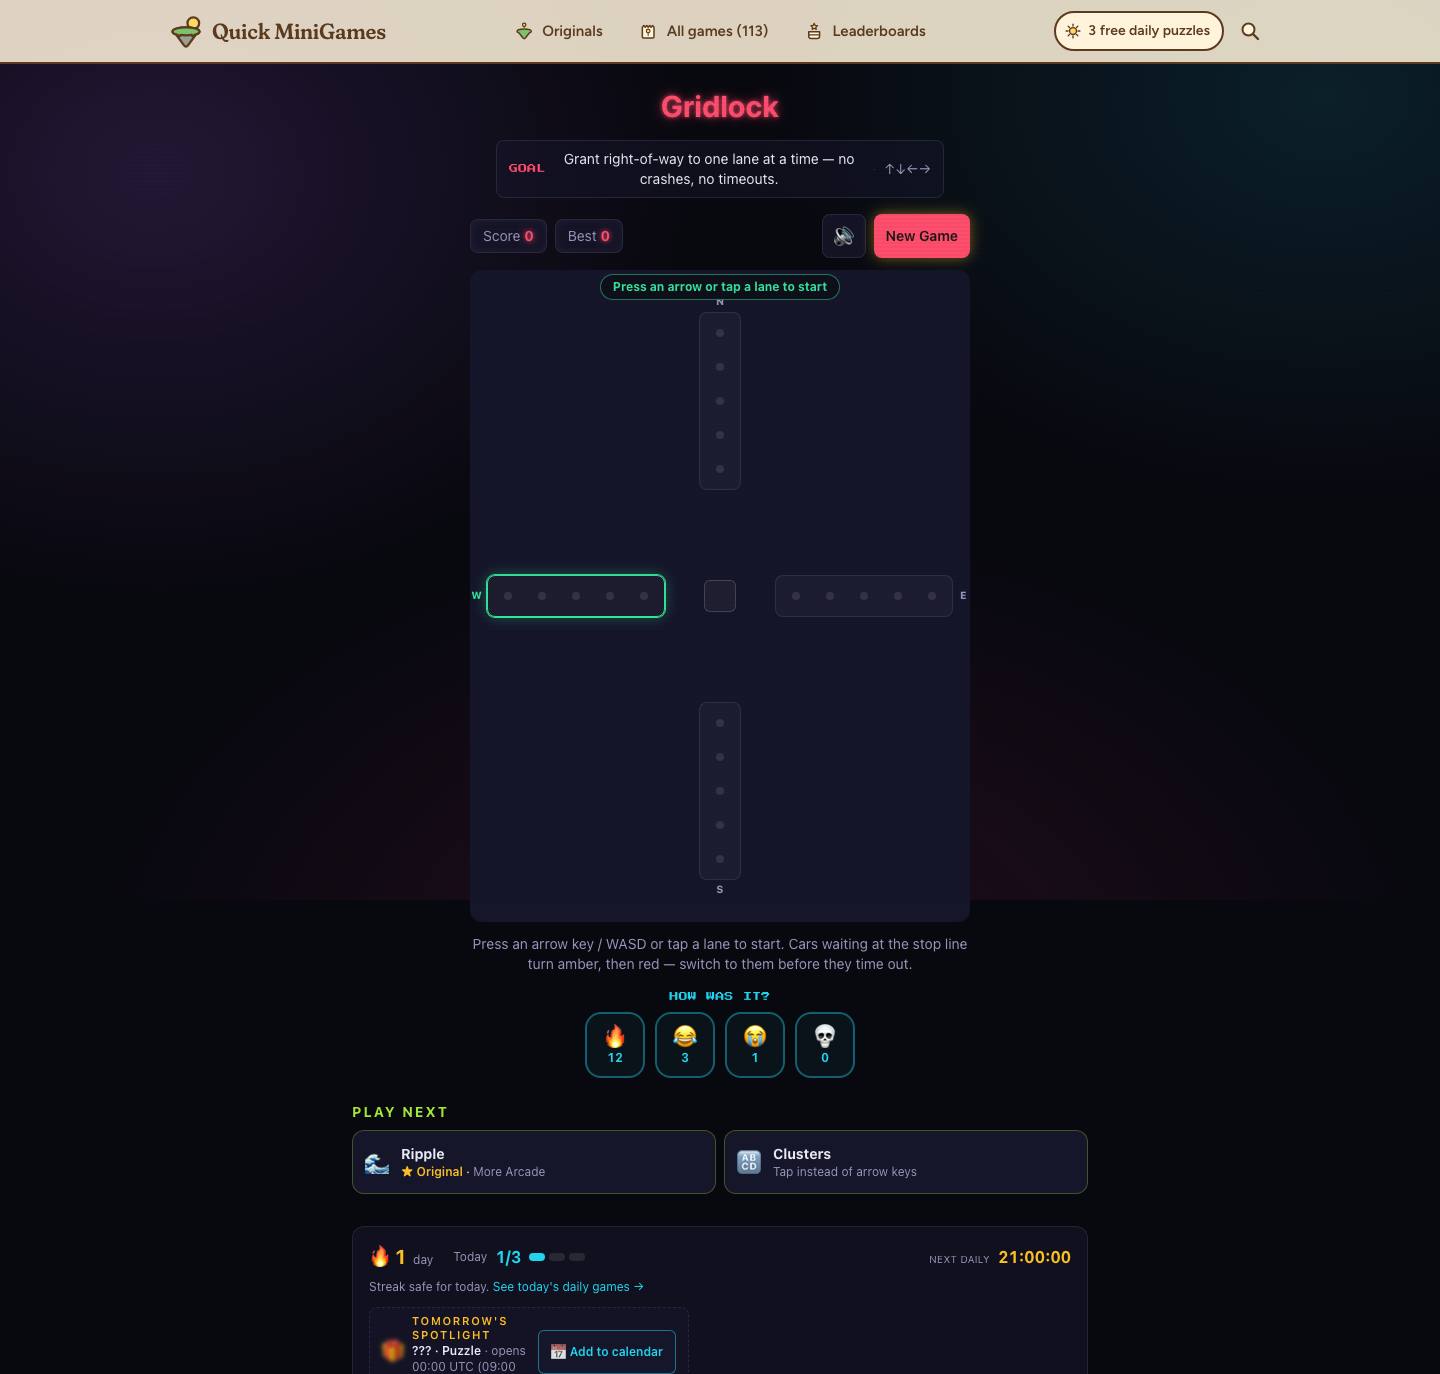 Quick MiniGames
Originals
All games (113)
Leaderboards
3 free daily puzzles
Gridlock
GOAL
Grant right-of-way to one lane at a time — no
crashes, no timeouts.
↑↓←→
Score 0
Best 0
New Game
Press an arrow or tap a lane to start
N
W
E
S
Press an arrow key / WASD or tap a lane to start. Cars waiting at the stop line
turn amber, then red — switch to them before they time out.
HOW WAS IT?
12
3
1
0
PLAY NEXT
Ripple
Original · More Arcade
Clusters
Tap instead of arrow keys
1 day
Today 1/3
NEXT DAILY 21:00:00
Streak safe for today. See today's daily games →
TOMORROW'S
SPOTLIGHT
??? · Puzzle · opens
00:00 UTC (09:00
Add to calendar